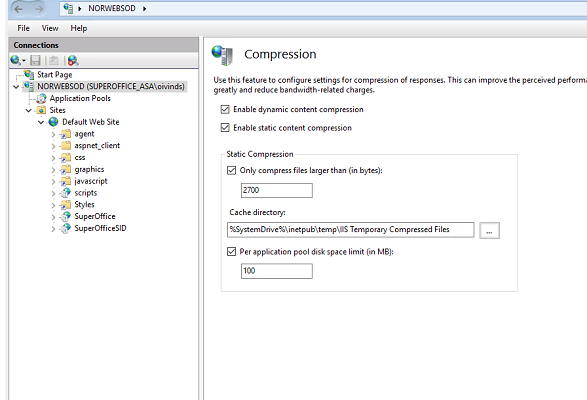 NORWEBSOD
File View Help
Connections
Start Page
NORWEBSOD (SUPEROFFICE_ASA\oivinds)
Application Pools
Sites
Default Web Site
agent
aspnet_client
css
graphics
javascript
scripts
Styles
SuperOffice
SuperOfficeSID
Compression
Use this feature to configure settings for compression of responses. This can improve the perceived performa
greatly and reduce bandwidth-related charges.
Enable dynamic content compression
Enable static content compression
Static Compression
Only compress files larger than (in bytes):
2700
Cache directory:
%SystemDrive%\inetpub\temp\IIS Temporary Compressed Files
...
Per application pool disk space limit (in MB):
100